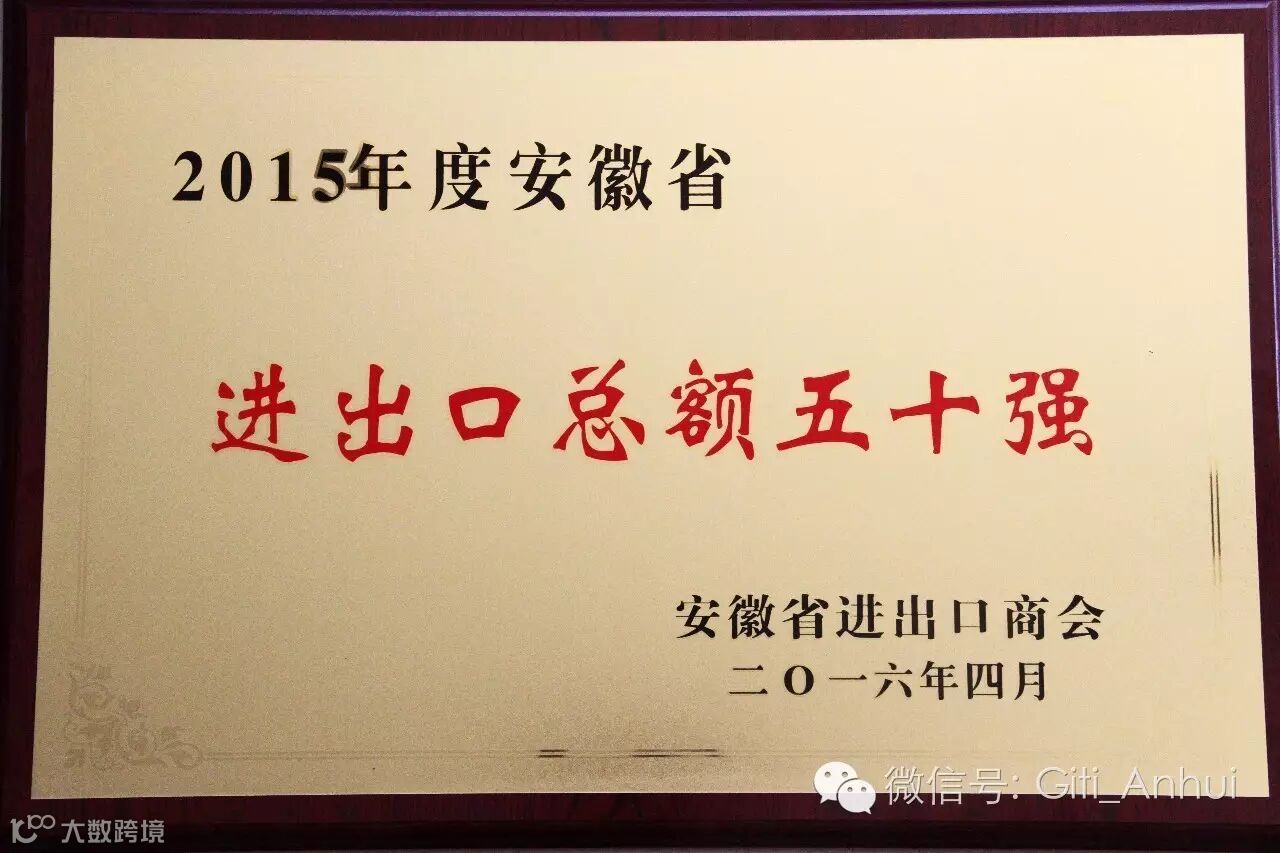 2015年度安徽省
进出口总额五十强
安徽省进出口商会
二O一六年四月
微信号: Giti_Anhui
大数跨境